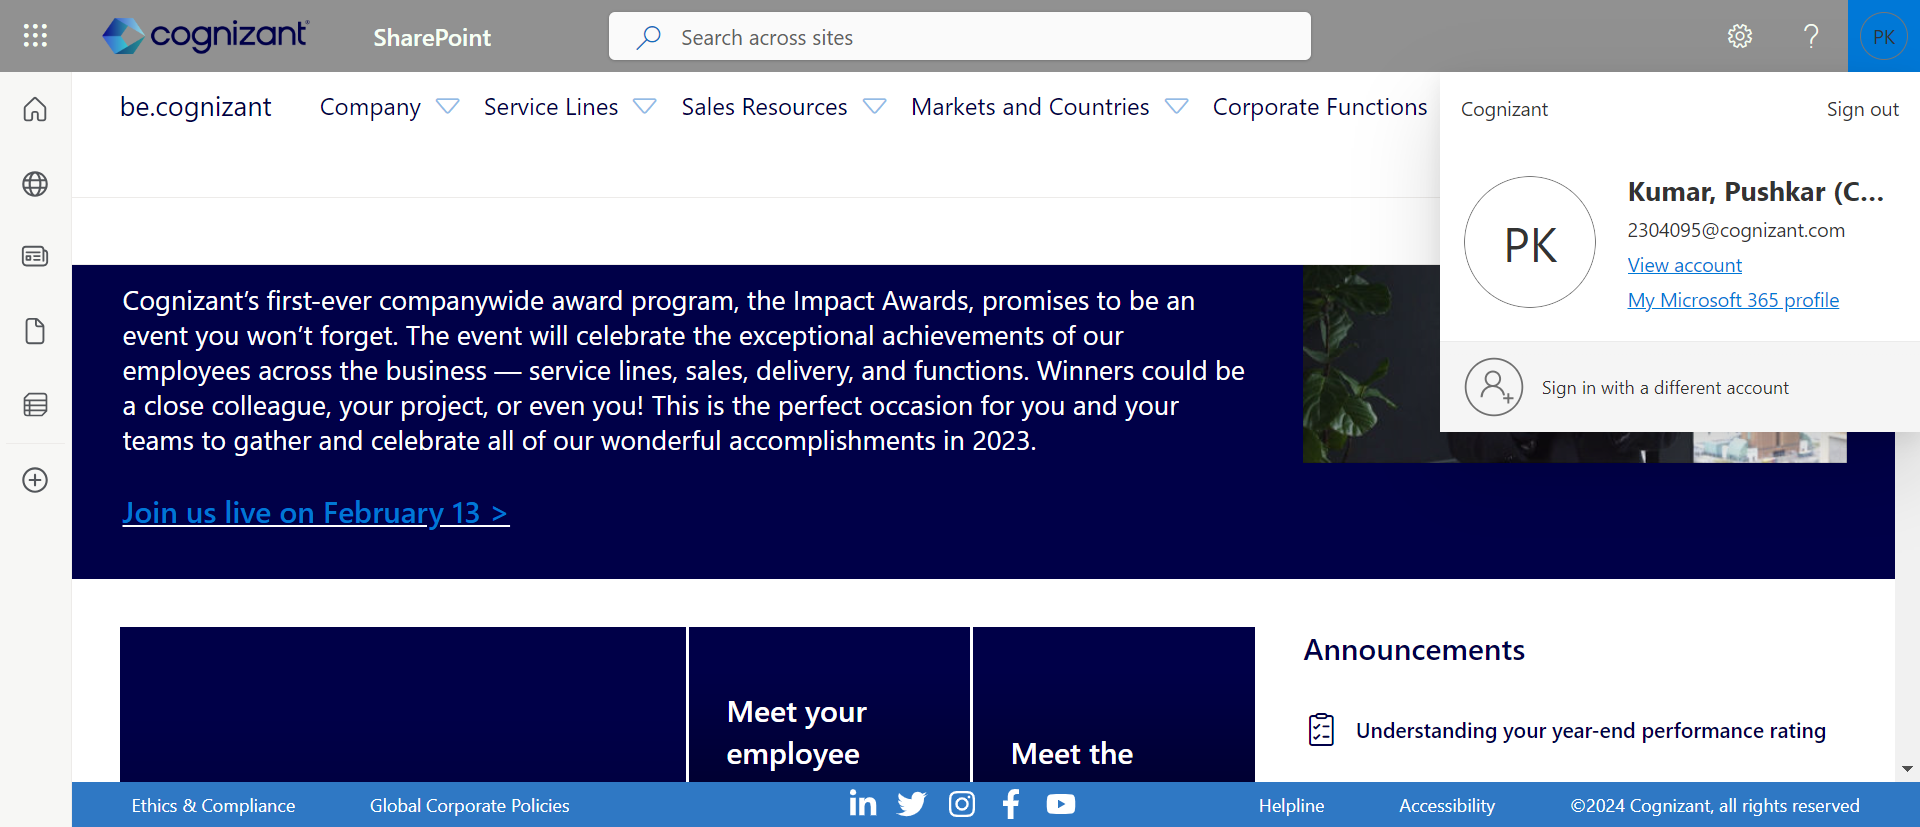 cognizant
SharePoint
Search across sites
PK
be.cognizant
Company
Service Lines
Sales Resources
Markets and Countries
Corporate Functions
Cognizant
Sign out
PK
Kumar, Pushkar (C...
2304095@cognizant.com
View account
My Microsoft 365 profile
Sign in with a different account
Cognizant’s first-ever companywide award program, the Impact Awards, promises to be an
event you won’t forget. The event will celebrate the exceptional achievements of our
employees across the business — service lines, sales, delivery, and functions. Winners could be
a close colleague, your project, or even you! This is the perfect occasion for you and your
teams to gather and celebrate all of our wonderful accomplishments in 2023.
Join us live on February 13 >
Meet your
employee
Meet the
Announcements
Understanding your year-end performance rating
Ethics & Compliance
Global Corporate Policies
Helpline
Accessibility
©2024 Cognizant, all rights reserved